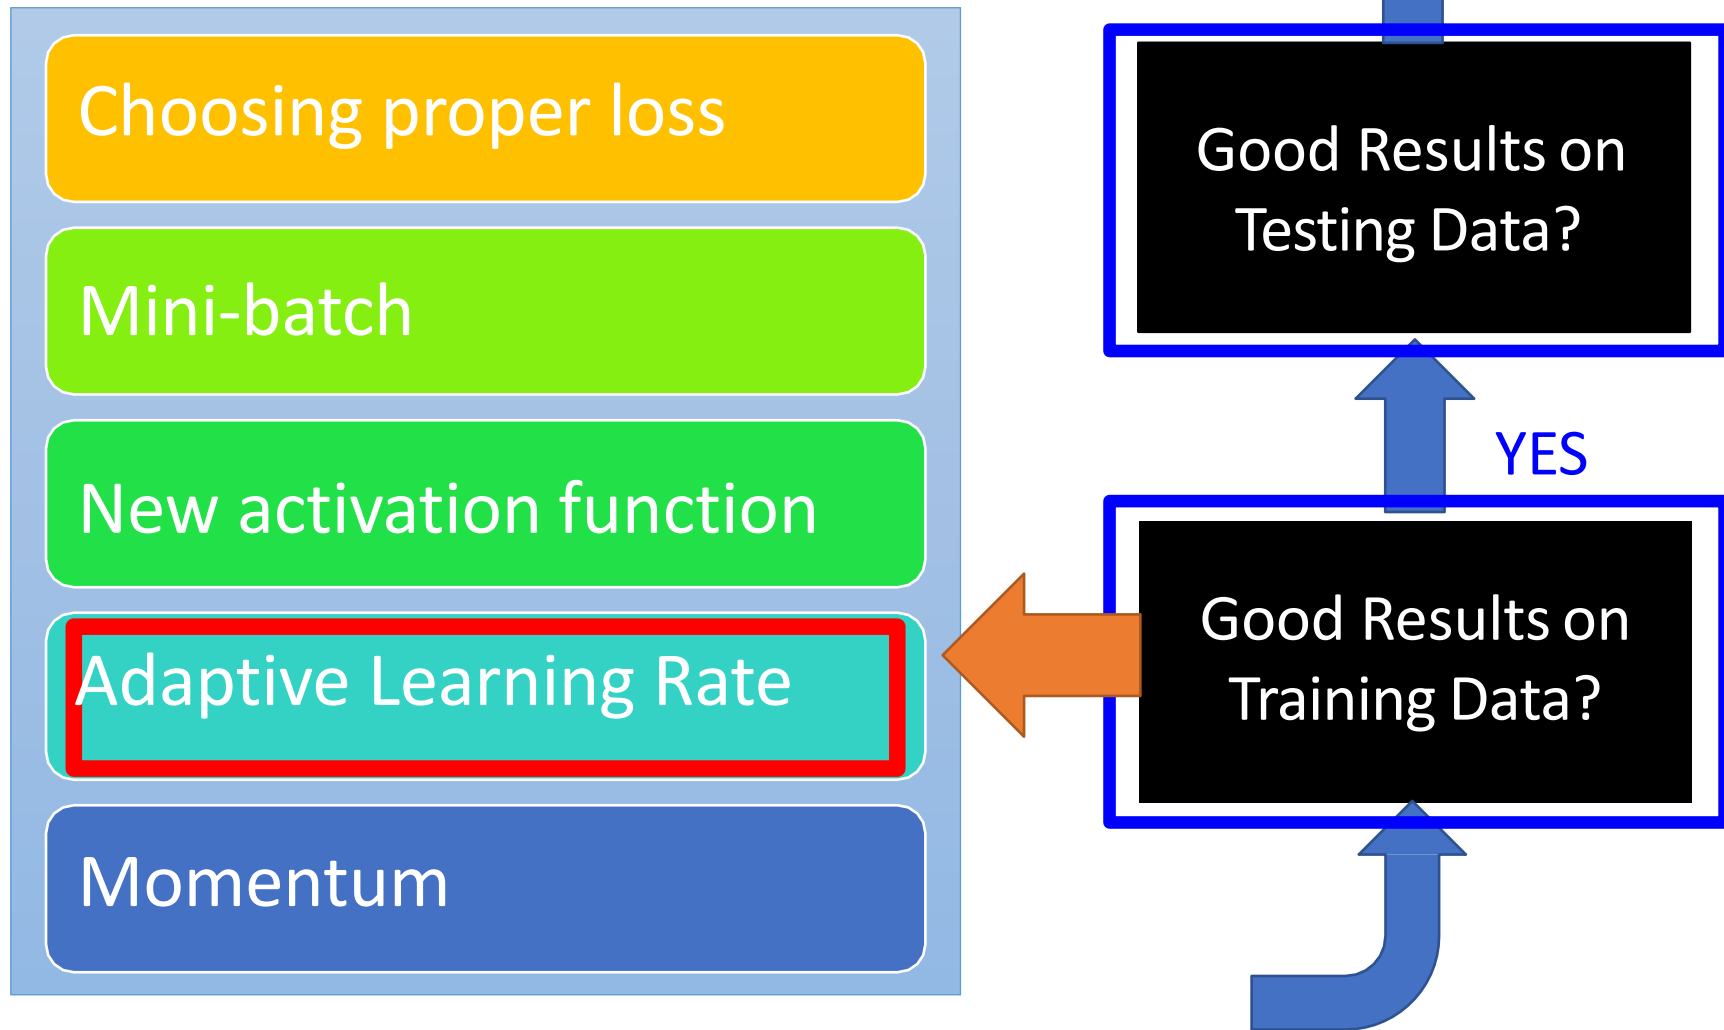 Choosing proper loss
Mini-batch
New activation function
Adaptive Learning Rate
Momentum
Good Results on
Testing Data?
YES
Good Results on
Training Data?